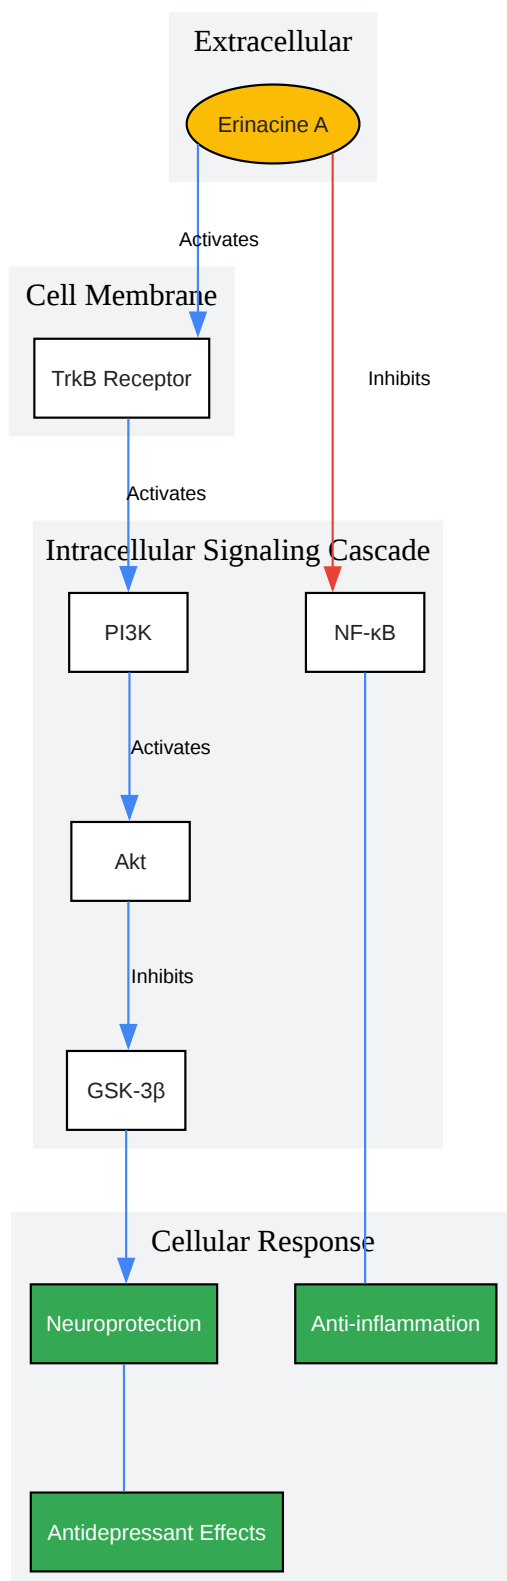 Extracellular
Erinacine A
Activates
Cell Membrane
TrkB Receptor
Inhibits
Activates
Intracellular Signaling Cascade
PI3K
NF-κB
Activates
Akt
Inhibits
GSK-3β
Cellular Response
Neuroprotection
Anti-inflammation
Antidepressant Effects